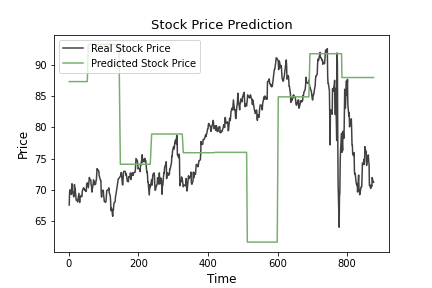 Stock Price Prediction
Real Stock Price
Predicted Stock Price
Price
90
85
80
75
70
65
0 200 400 600 800
Time